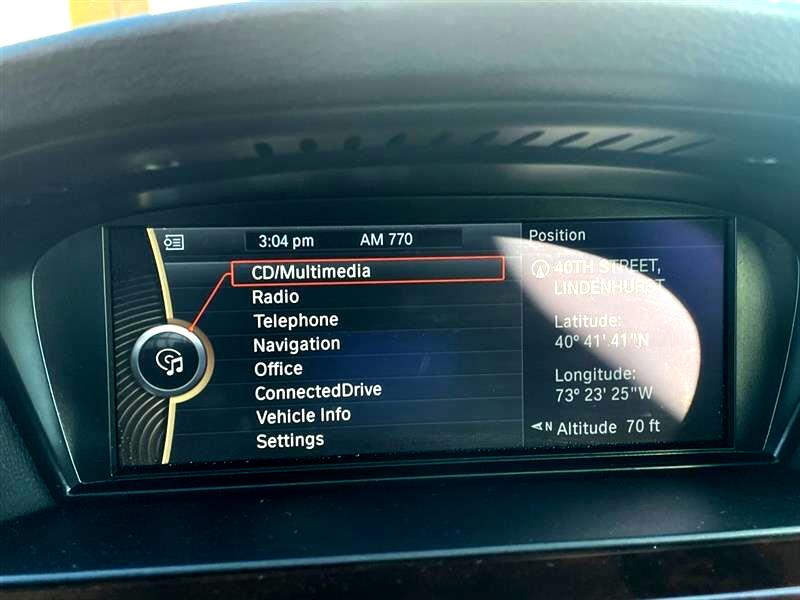 3:04 pm AM 770
CD/Multimedia
Radio
Telephone
Navigation
Office
ConnectedDrive
Vehicle Info
Settings
Position
40TH STREET,
LINDENHURST
Latitude:
40° 41'.41"N
Longitude:
73° 23' 25"W
N Altitude 70 ft